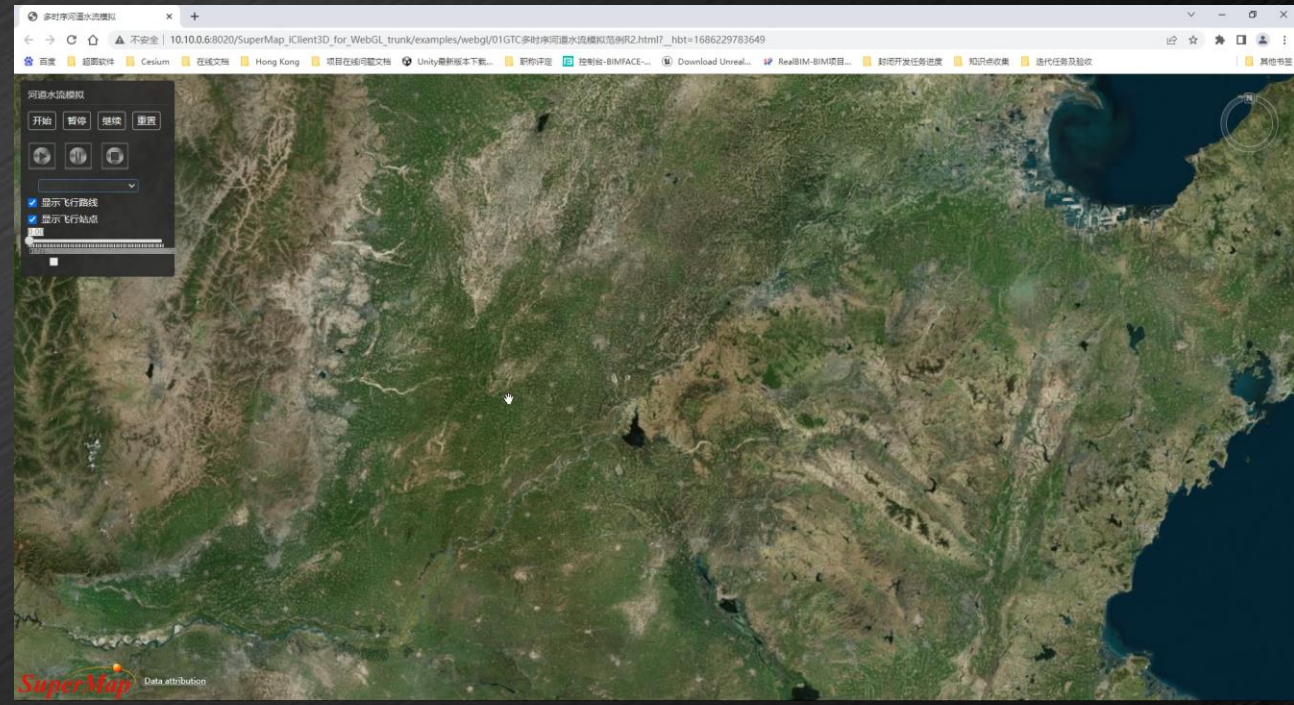 多时序河道水流模拟
不安全 10.10.0.6:8020/SuperMap_iClient3D_for_WebGL_trunk/examples/webgl/01GTC多时序河道水流模拟范例R2.html?__hbt=1686229783649
百度 超图软件 Cesium 在线文档 Hong Kong 项目在线问题文档 Unity最新版本下载... 职称评定 控制台-BIMFACE-... Download Unreal... RealBIM-BIM项目... 封闭开发任务进度 知识点收集 迭代任务及验收 其他书签
河道水流模拟
开始 暂停 继续 重置
显示飞行路线
显示飞行站点
0.00
N
SuperMap Data attribution